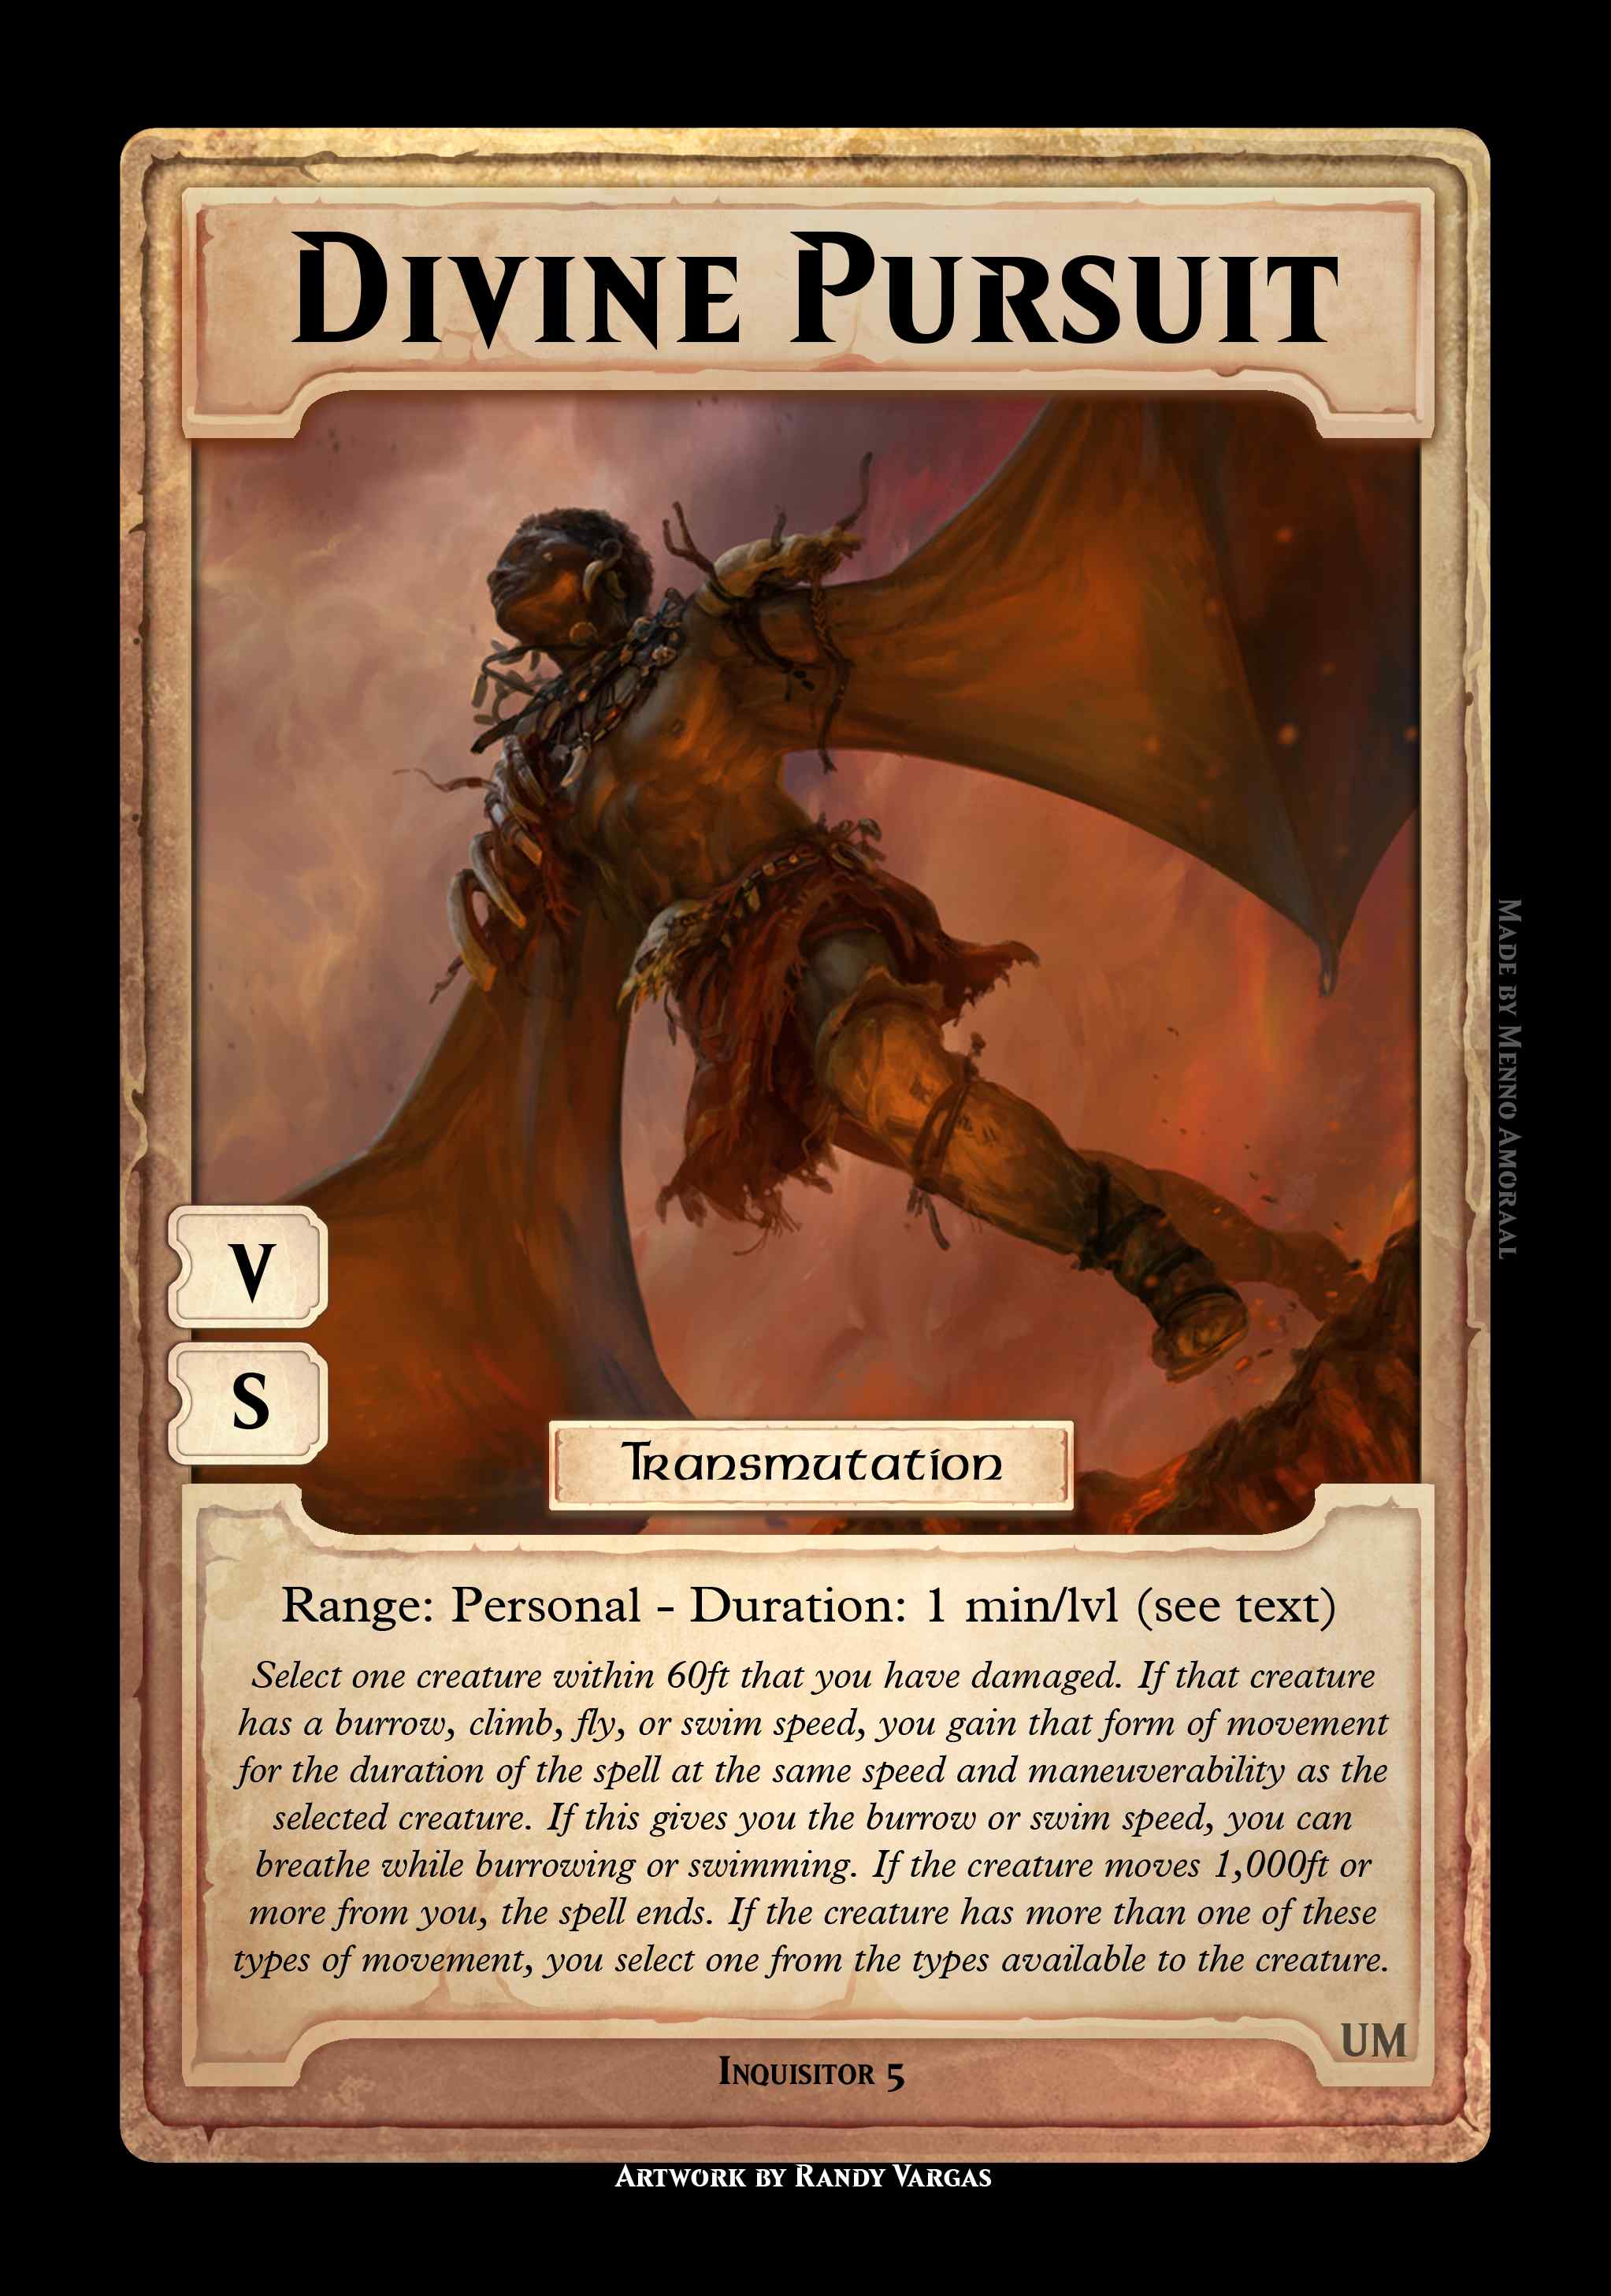 Divine Pursuit
V
S
Transmutation
Range: Personal - Duration: 1 min/lvl (see text)
Select one creature within 60ft that you have damaged. If that creature
has a burrow, climb, fly, or swim speed, you gain that form of movement
for the duration of the spell at the same speed and maneuverability as the
selected creature. If this gives you the burrow or swim speed, you can
breathe while burrowing or swimming. If the creature moves 1,000ft or
more from you, the spell ends. If the creature has more than one of these
types of movement, you select one from the types available to the creature.
UM
Inquisitor 5
Artwork by Randy Vargas
Made by Menno Amoraal